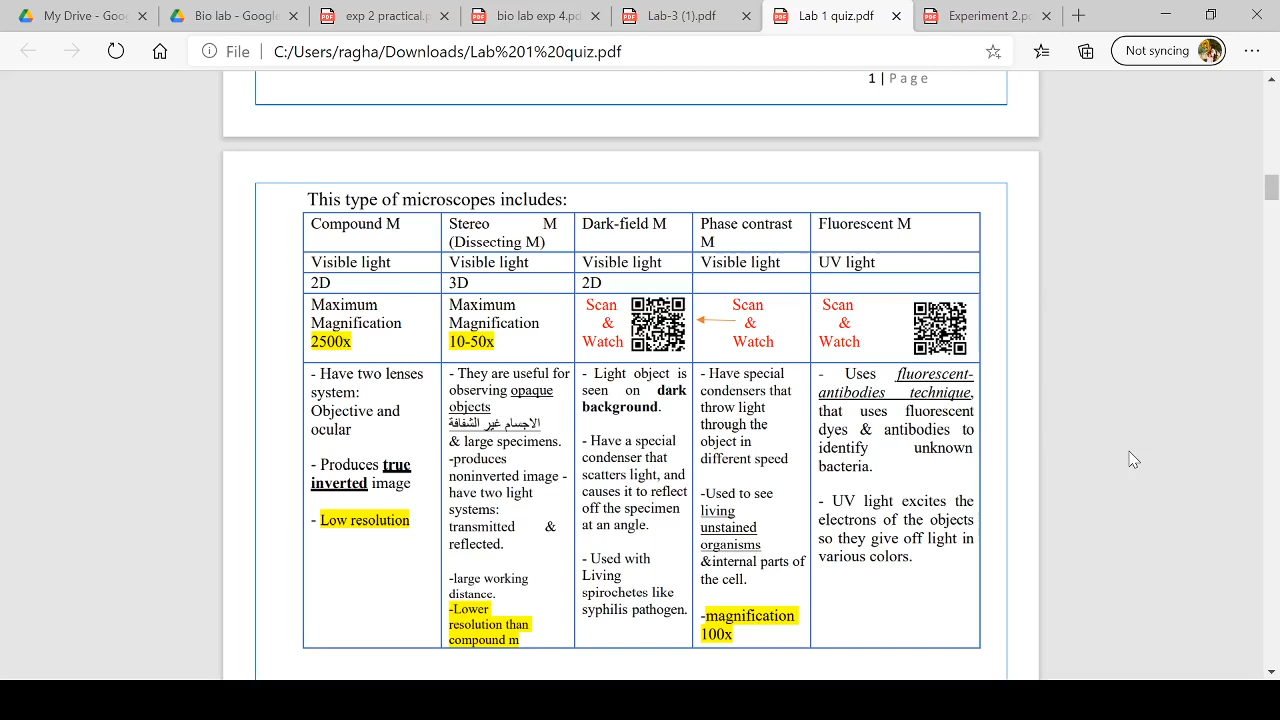 My Drive - Goo
Bio lab - Google
exp 2 practical.
bio lab exp 4.pd
Lab-3 (1).pdf
Lab 1 quiz.pdf
Experiment 2.p
File
C:/Users/ragha/Downloads/Lab%201%20quiz.pdf
Not syncing
1 | Page
This type of microscopes includes:
Compound M
Stereo M
(Dissecting M)
Dark-field M
Phase contrast
M
Fluorescent M
Visible light
Visible light
Visible light
Visible light
UV light
2D
3D
2D
Maximum
Magnification
2500x
Maximum
Magnification
10-50x
Scan
&
Watch
Scan
&
Watch
Scan
&
Watch
- Have two lenses
system:
Objective and
ocular
- Produces true
inverted image
- Low resolution
- They are useful for
observing opaque
objects
الاجسام غير الشفافة
& large specimens.
-produces
noninverted image -
have two light
systems:
transmitted &
reflected.
-large working
distance.
-Lower
resolution than
compound m
- Light object is
seen on dark
background.
- Have a special
condenser that
scatters light, and
causes it to reflect
off the specimen
at an angle.
- Used with
Living
spirochetes like
syphilis pathogen.
- Have special
condensers that
throw light
through the
object in
different speed
-Used to see
living
unstained
organisms
&internal parts of
the cell.
-magnification
100x
- Uses fluorescent-
antibodies technique,
that uses fluorescent
dyes & antibodies to
identify unknown
bacteria.
- UV light excites the
electrons of the objects
so they give off light in
various colors.